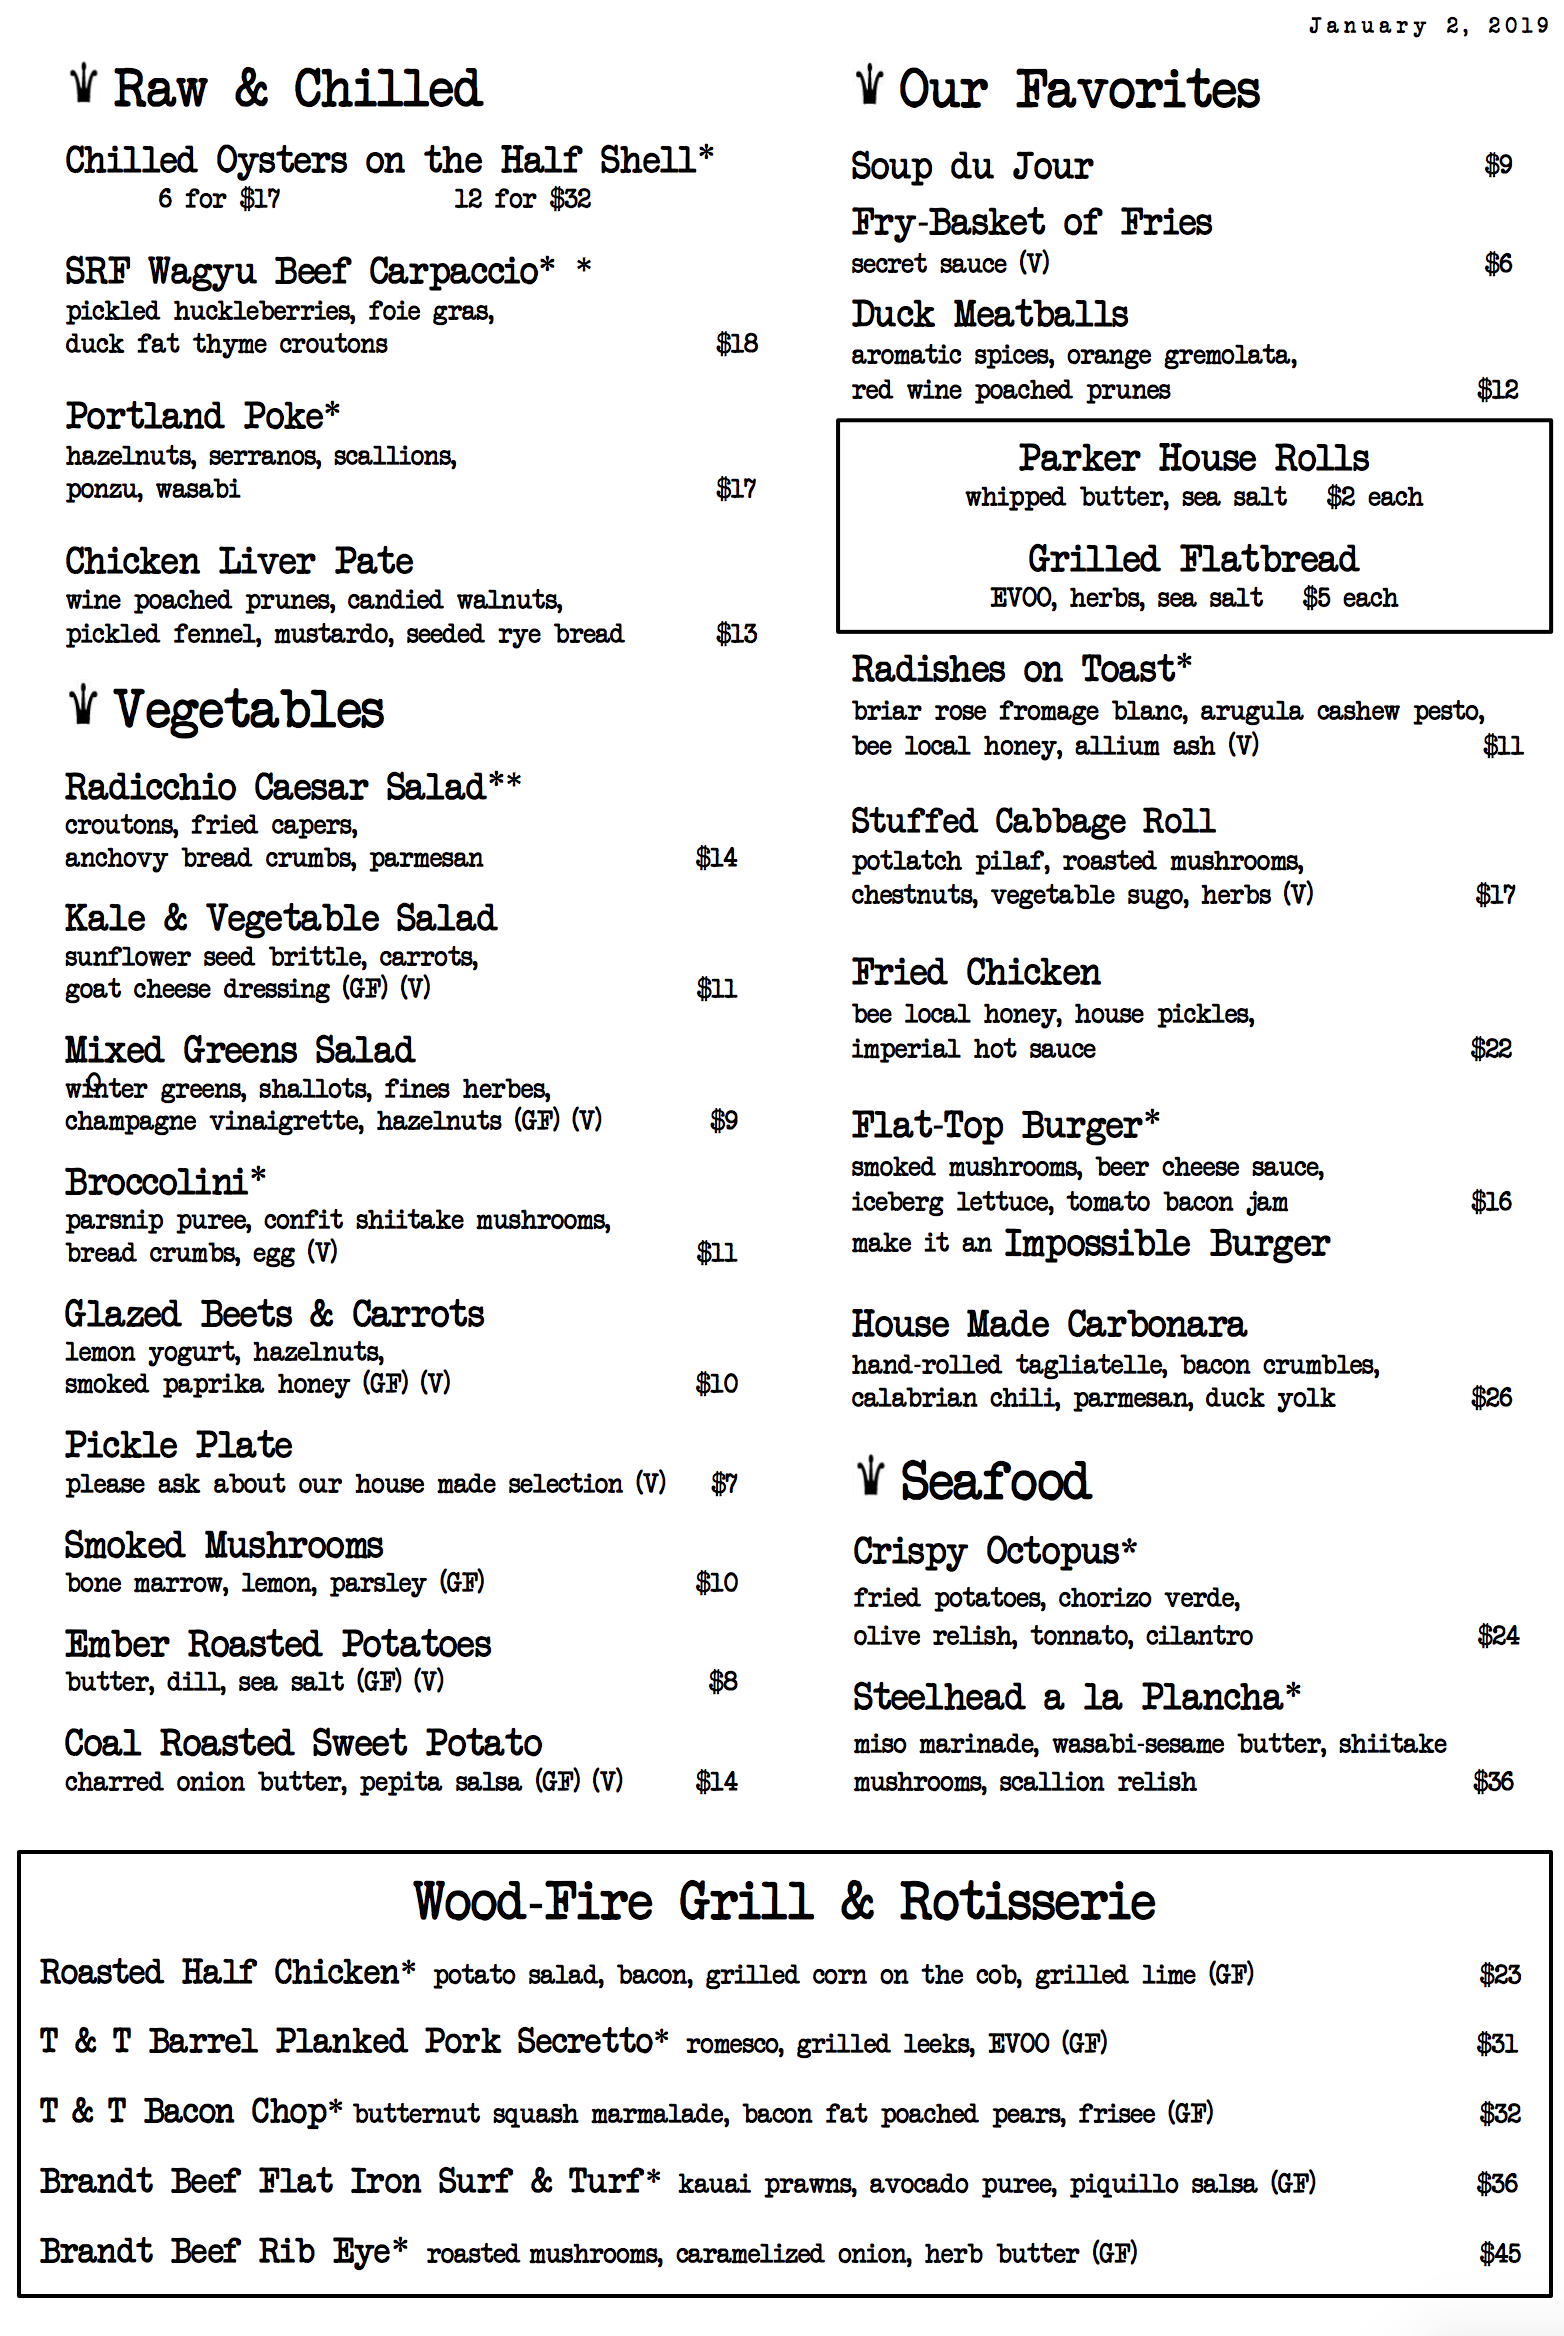 January 2, 2019
Raw & Chilled
Chilled Oysters on the Half Shell*
6 for $17 12 for $32
SRF Wagyu Beef Carpaccio* *
pickled huckleberries, foie gras,
duck fat thyme croutons $18
Portland Poke*
hazelnuts, serranos, scallions,
ponzu, wasabi $17
Chicken Liver Pate
wine poached prunes, candied walnuts,
pickled fennel, mustardo, seeded rye bread $13
Vegetables
Radicchio Caesar Salad**
croutons, fried capers,
anchovy bread crumbs, parmesan $14
Kale & Vegetable Salad
sunflower seed brittle, carrots,
goat cheese dressing (GF) (V) $11
Mixed Greens Salad
winter greens, shallots, fines herbes,
champagne vinaigrette, hazelnuts (GF) (V) $9
Broccolini*
parsnip puree, confit shiitake mushrooms,
bread crumbs, egg (V) $11
Glazed Beets & Carrots
lemon yogurt, hazelnuts,
smoked paprika honey (GF) (V) $10
Pickle Plate
please ask about our house made selection (V) $7
Smoked Mushrooms
bone marrow, lemon, parsley (GF) $10
Ember Roasted Potatoes
butter, dill, sea salt (GF) (V) $8
Coal Roasted Sweet Potato
charred onion butter, pepita salsa (GF) (V) $14
Our Favorites
Soup du Jour $9
Fry-Basket of Fries
secret sauce (V) $6
Duck Meatballs
aromatic spices, orange gremolata,
red wine poached prunes $12
Parker House Rolls
whipped butter, sea salt $2 each
Grilled Flatbread
EVOO, herbs, sea salt $5 each
Radishes on Toast*
briar rose fromage blanc, arugula cashew pesto,
bee local honey, allium ash (V) $11
Stuffed Cabbage Roll
potlatch pilaf, roasted mushrooms,
chestnuts, vegetable sugo, herbs (V) $17
Fried Chicken
bee local honey, house pickles,
imperial hot sauce $22
Flat-Top Burger*
smoked mushrooms, beer cheese sauce,
iceberg lettuce, tomato bacon jam $16
make it an Impossible Burger
House Made Carbonara
hand-rolled tagliatelle, bacon crumbles,
calabrian chili, parmesan, duck yolk $26
Seafood
Crispy Octopus*
fried potatoes, chorizo verde,
olive relish, tonnato, cilantro $24
Steelhead a la Plancha*
miso marinade, wasabi-sesame butter, shiitake
mushrooms, scallion relish $36
Wood-Fire Grill & Rotisserie
Roasted Half Chicken* potato salad, bacon, grilled corn on the cob, grilled lime (GF) $23
T & T Barrel Planked Pork Secretto* romesco, grilled leeks, EVOO (GF) $31
T & T Bacon Chop* butternut squash marmalade, bacon fat poached pears, frisee (GF) $32
Brandt Beef Flat Iron Surf & Turf* kauai prawns, avocado puree, piquillo salsa (GF) $36
Brandt Beef Rib Eye* roasted mushrooms, caramelized onion, herb butter (GF) $45